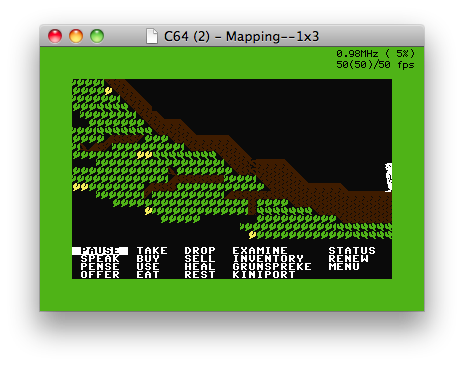 C64 (2) - Mapping--1x3
0.98MHz ( 5%)
50(50)/50 fps
PAUSE TAKE DROP EXAMINE STATUS
SPEAK BUY SELL INVENTORY RENEW
PENSE USE HEAL GRUNSPREKE MENU
OFFER EAT REST KINIPORT